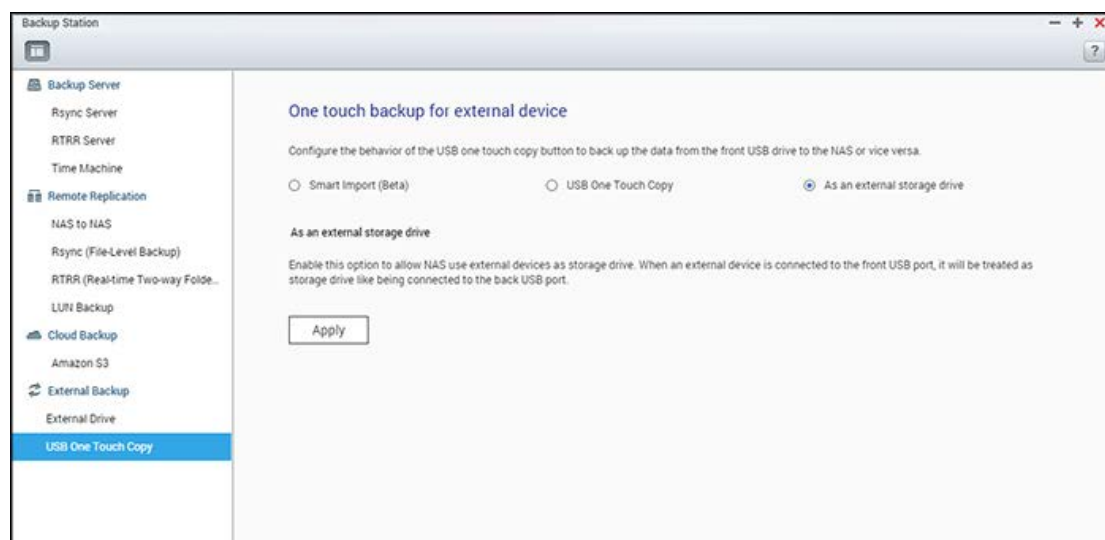 Backup Station
?
Backup Server
Rsync Server
RTRR Server
Time Machine
Remote Replication
NAS to NAS
Rsync (File-Level Backup)
RTRR (Real-time Two-way Folde...
LUN Backup
Cloud Backup
Amazon S3
External Backup
External Drive
USB One Touch Copy
One touch backup for external device
Configure the behavior of the USB one touch copy button to back up the data from the front USB drive to the NAS or vice versa.
Smart Import (Beta) USB One Touch Copy As an external storage drive
As an external storage drive
Enable this option to allow NAS use external devices as storage drive. When an external device is connected to the front USB port, it will be treated as
storage drive like being connected to the back USB port.
Apply